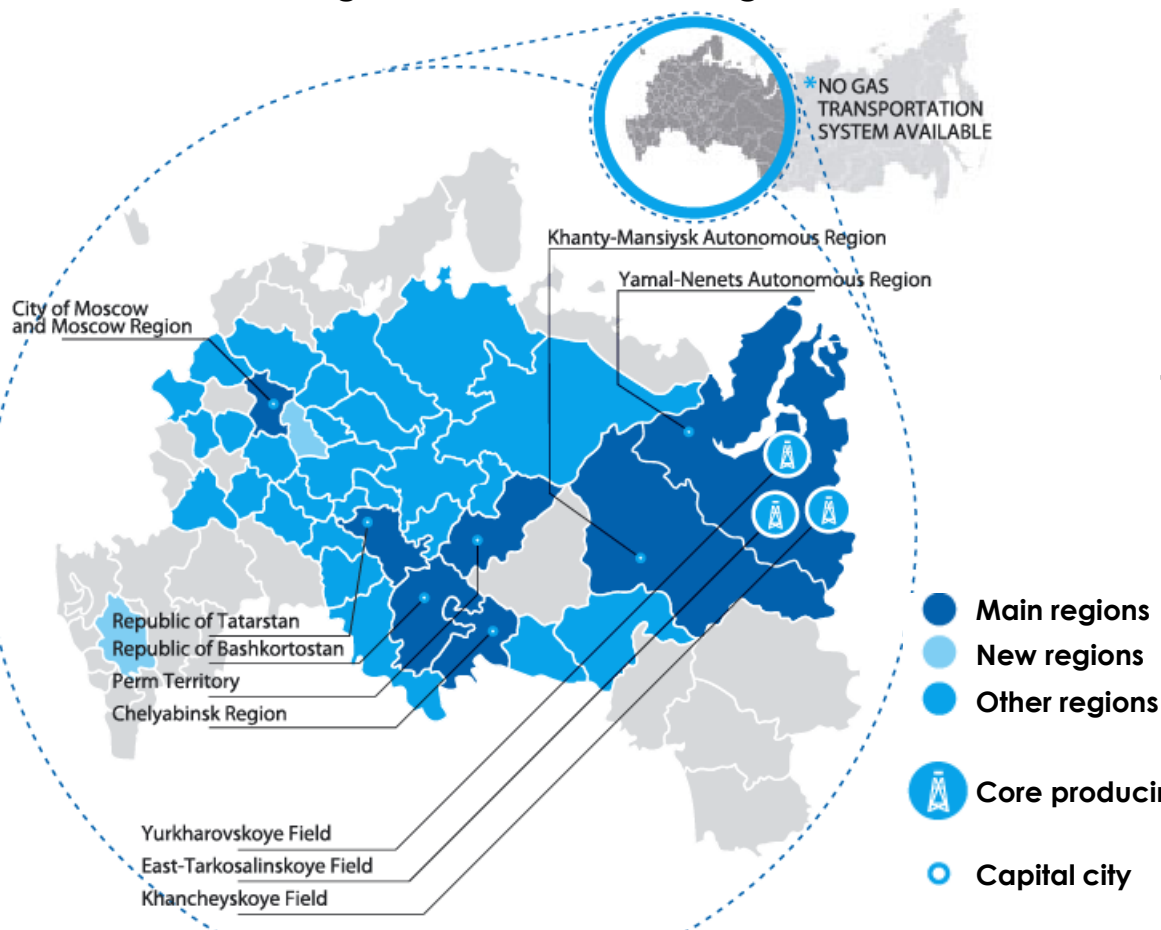 *NO GAS
TRANSPORTATION
SYSTEM AVAILABLE
Khanty-Mansiysk Autonomous Region
Yamal-Nenets Autonomous Region
City of Moscow
and Moscow Region
Republic of Tatarstan
Republic of Bashkortostan
Perm Territory
Chelyabinsk Region
Yurkharovskoye Field
East-Tarkosalinskoye Field
Khancheyskoye Field
Main regions
New regions
Other regions
Core
Capital city